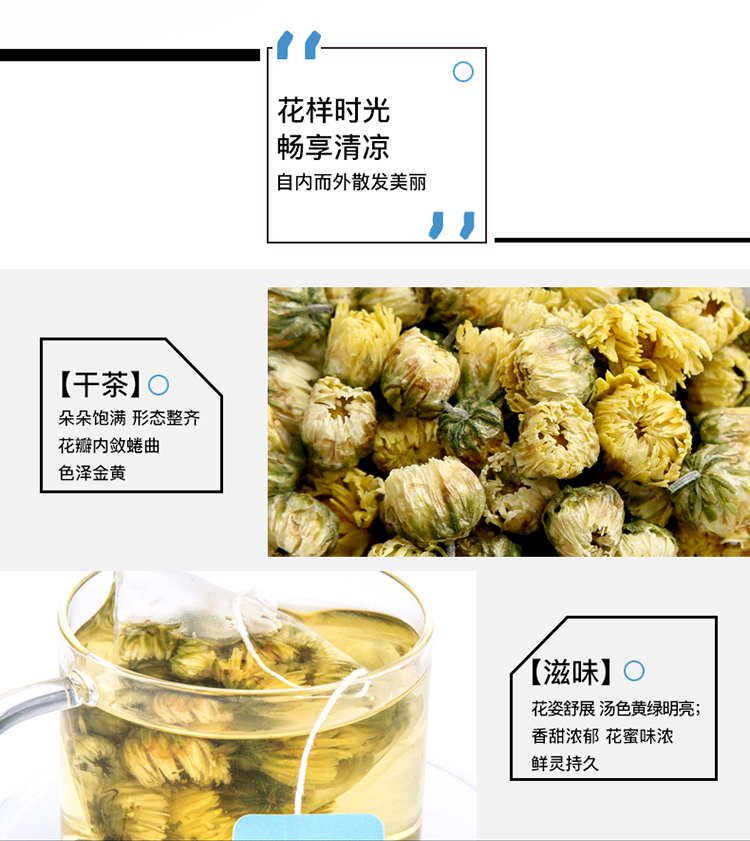 花样时光
畅享清凉
自内而外散发美丽
【干茶】
朵朵饱满 形态整齐
花瓣内敛蜷曲
色泽金黄
【滋味】
花姿舒展 汤色黄绿明亮；
香甜浓郁 花蜜味浓
鲜灵持久